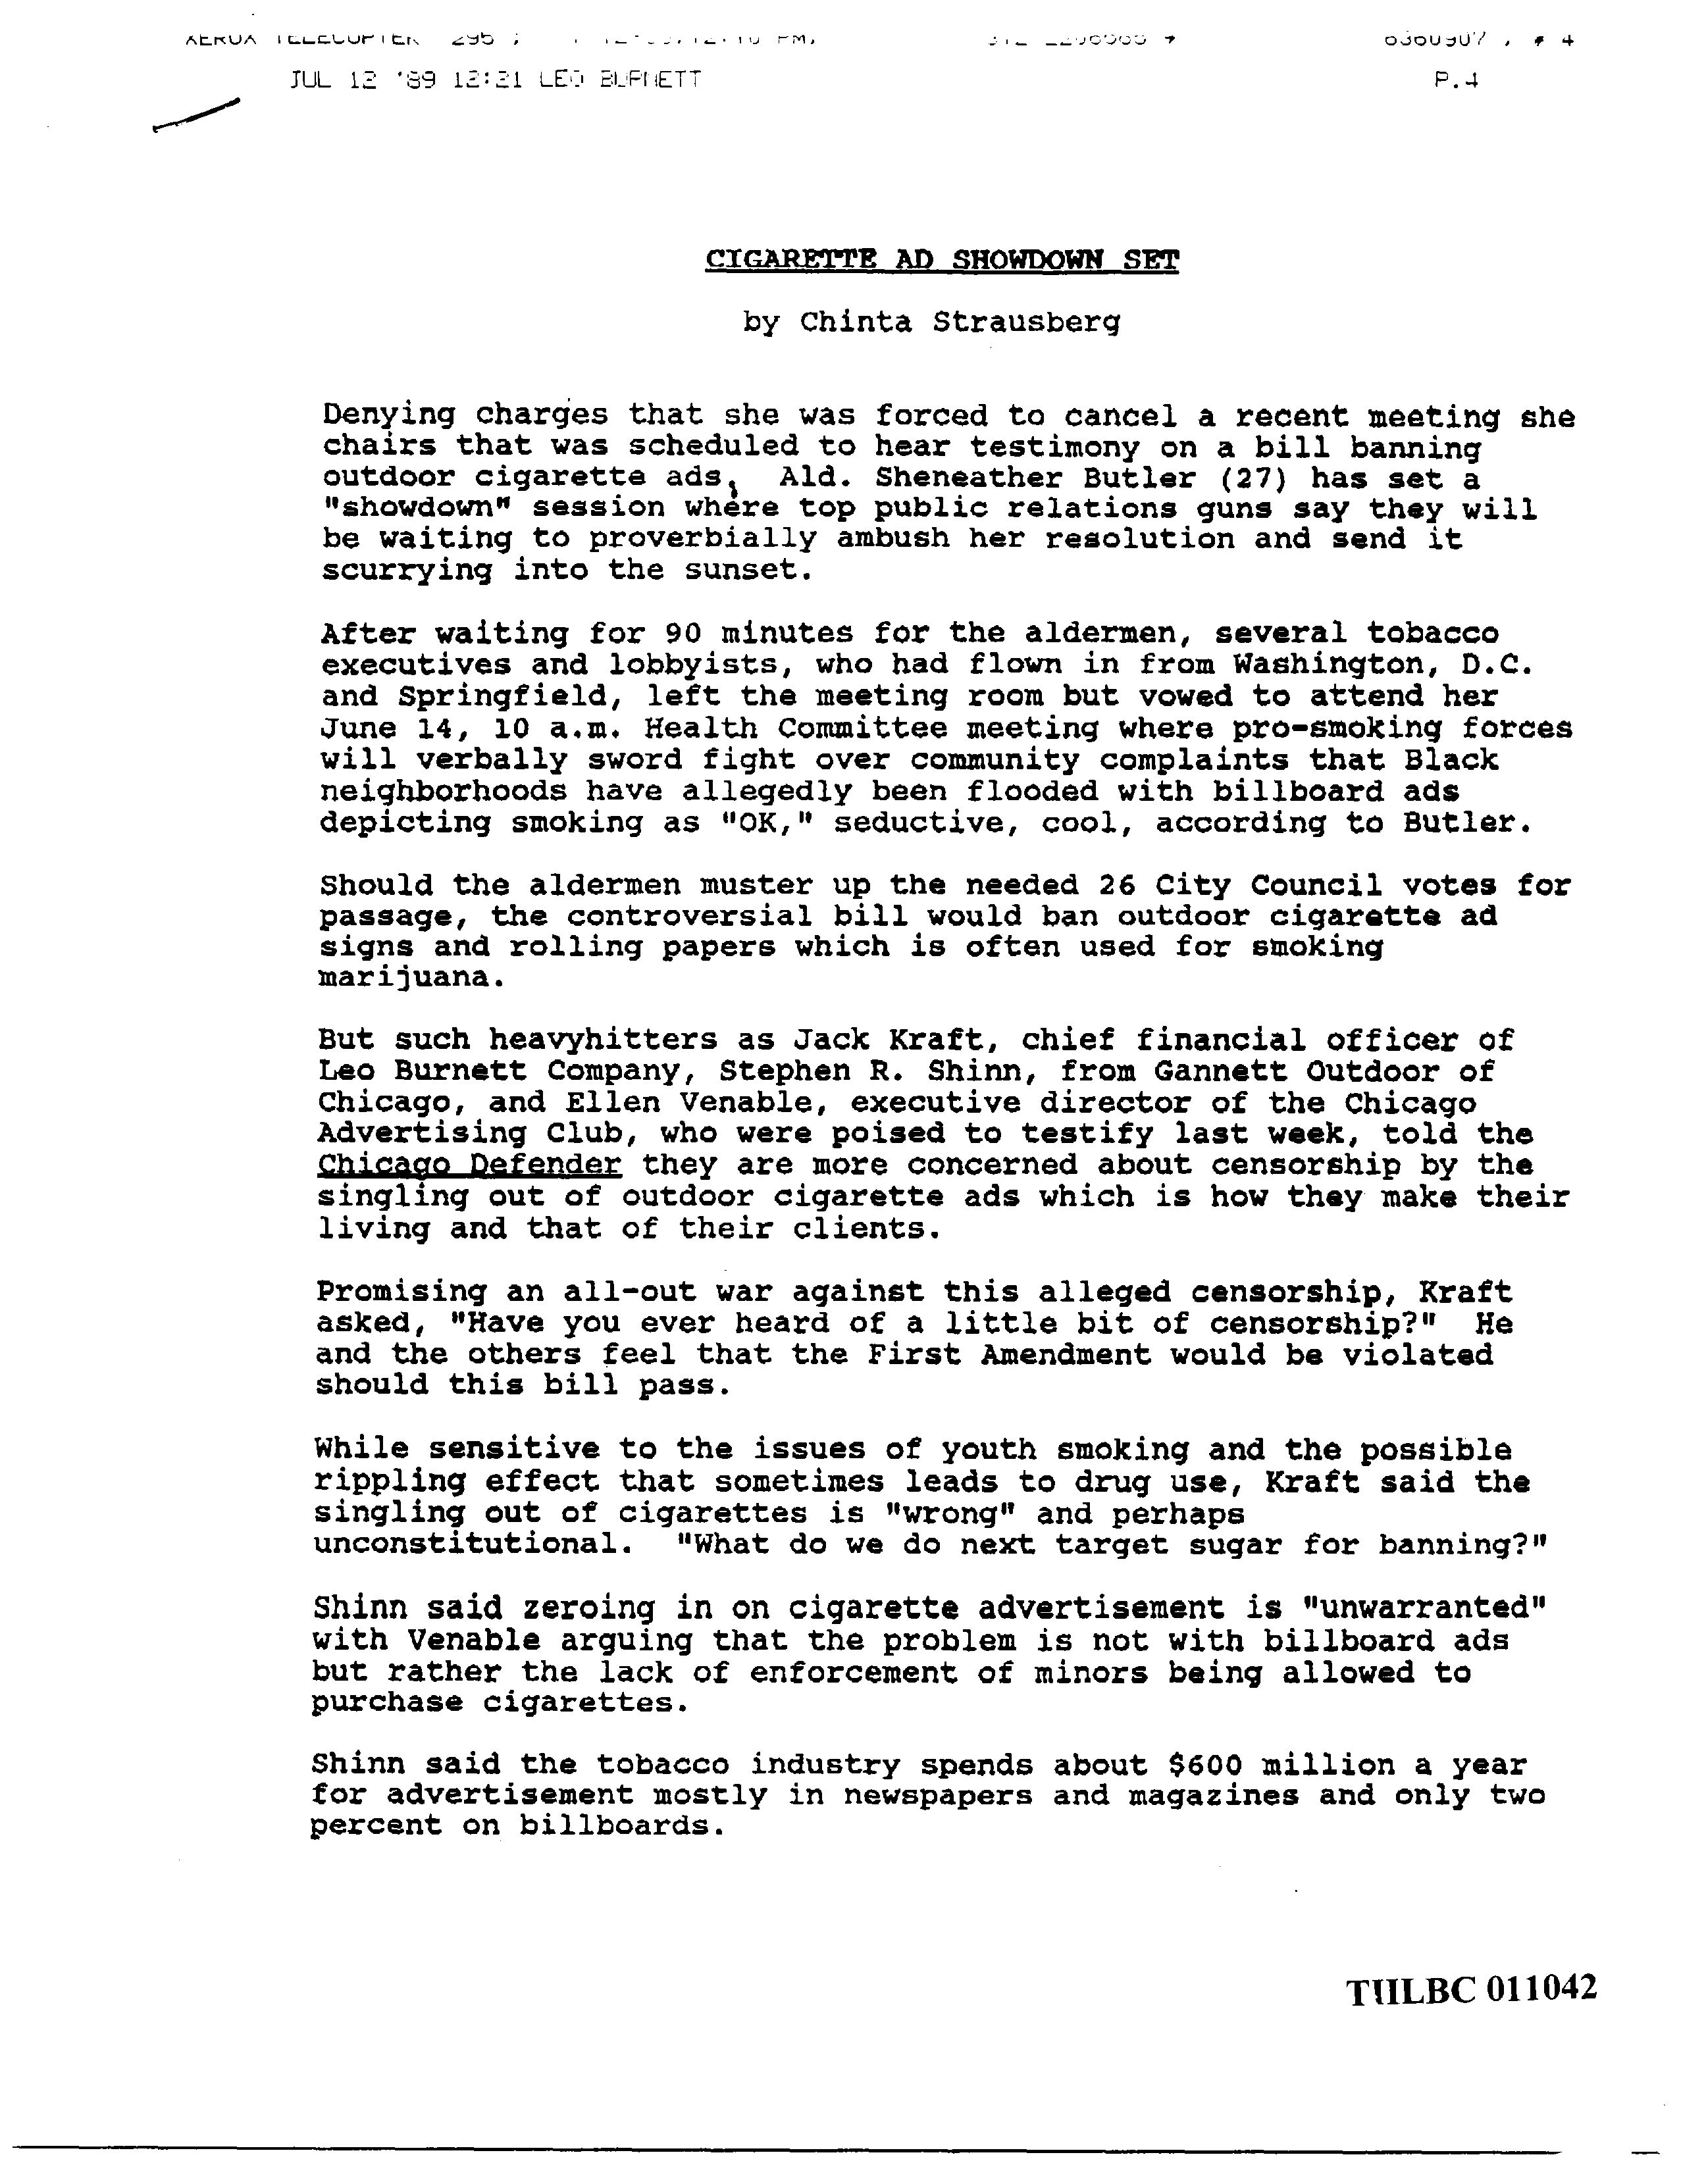 XEROX TELECOPIER 295 ;
JUL 12 '89 12:21 LEO BURNETT P.4
CIGARETTE AD SHOWDOWN SET
by Chinta Strausberg
Denying charges that she was forced to cancel a recent meeting she
chairs that was scheduled to hear testimony on a bill banning
outdoor cigarette ads, Ald. Sheneather Butler (27) has set a
"showdown" session where top public relations guns say they will
be waiting to proverbially ambush her resolution and send it
scurrying into the sunset.
After waiting for 90 minutes for the aldermen, several tobacco
executives and lobbyists, who had flown in from Washington, D.C.
and Springfield, left the meeting room but vowed to attend her
June 14, 10 a.m. Health Committee meeting where pro-smoking forces
will verbally sword fight over community complaints that Black
neighborhoods have allegedly been flooded with billboard ads
depicting smoking as "OK," seductive, cool, according to Butler.
Should the aldermen muster up the needed 26 City Council votes for
passage, the controversial bill would ban outdoor cigarette ad
signs and rolling papers which is often used for smoking
marijuana.
But such heavyhitters as Jack Kraft, chief financial officer of
Leo Burnett Company, Stephen R. Shinn, from Gannett Outdoor of
Chicago, and Ellen Venable, executive director of the Chicago
Advertising Club, who were poised to testify last week, told the
Chicago Defender they are more concerned about censorship by the
singling out of outdoor cigarette ads which is how they make their
living and that of their clients.
Promising an all-out war against this alleged censorship, Kraft
asked, "Have you ever heard of a little bit of censorship?" He
and the others feel that the First Amendment would be violated
should this bill pass.
While sensitive to the issues of youth smoking and the possible
rippling effect that sometimes leads to drug use, Kraft said the
singling out of cigarettes is "wrong" and perhaps
unconstitutional. "What do we do next target sugar for banning?"
Shinn said zeroing in on cigarette advertisement is "unwarranted"
with Venable arguing that the problem is not with billboard ads
but rather the lack of enforcement of minors being allowed to
purchase cigarettes.
Shinn said the tobacco industry spends about $600 million a year
for advertisement mostly in newspapers and magazines and only two
percent on billboards.
TIILBC 011042